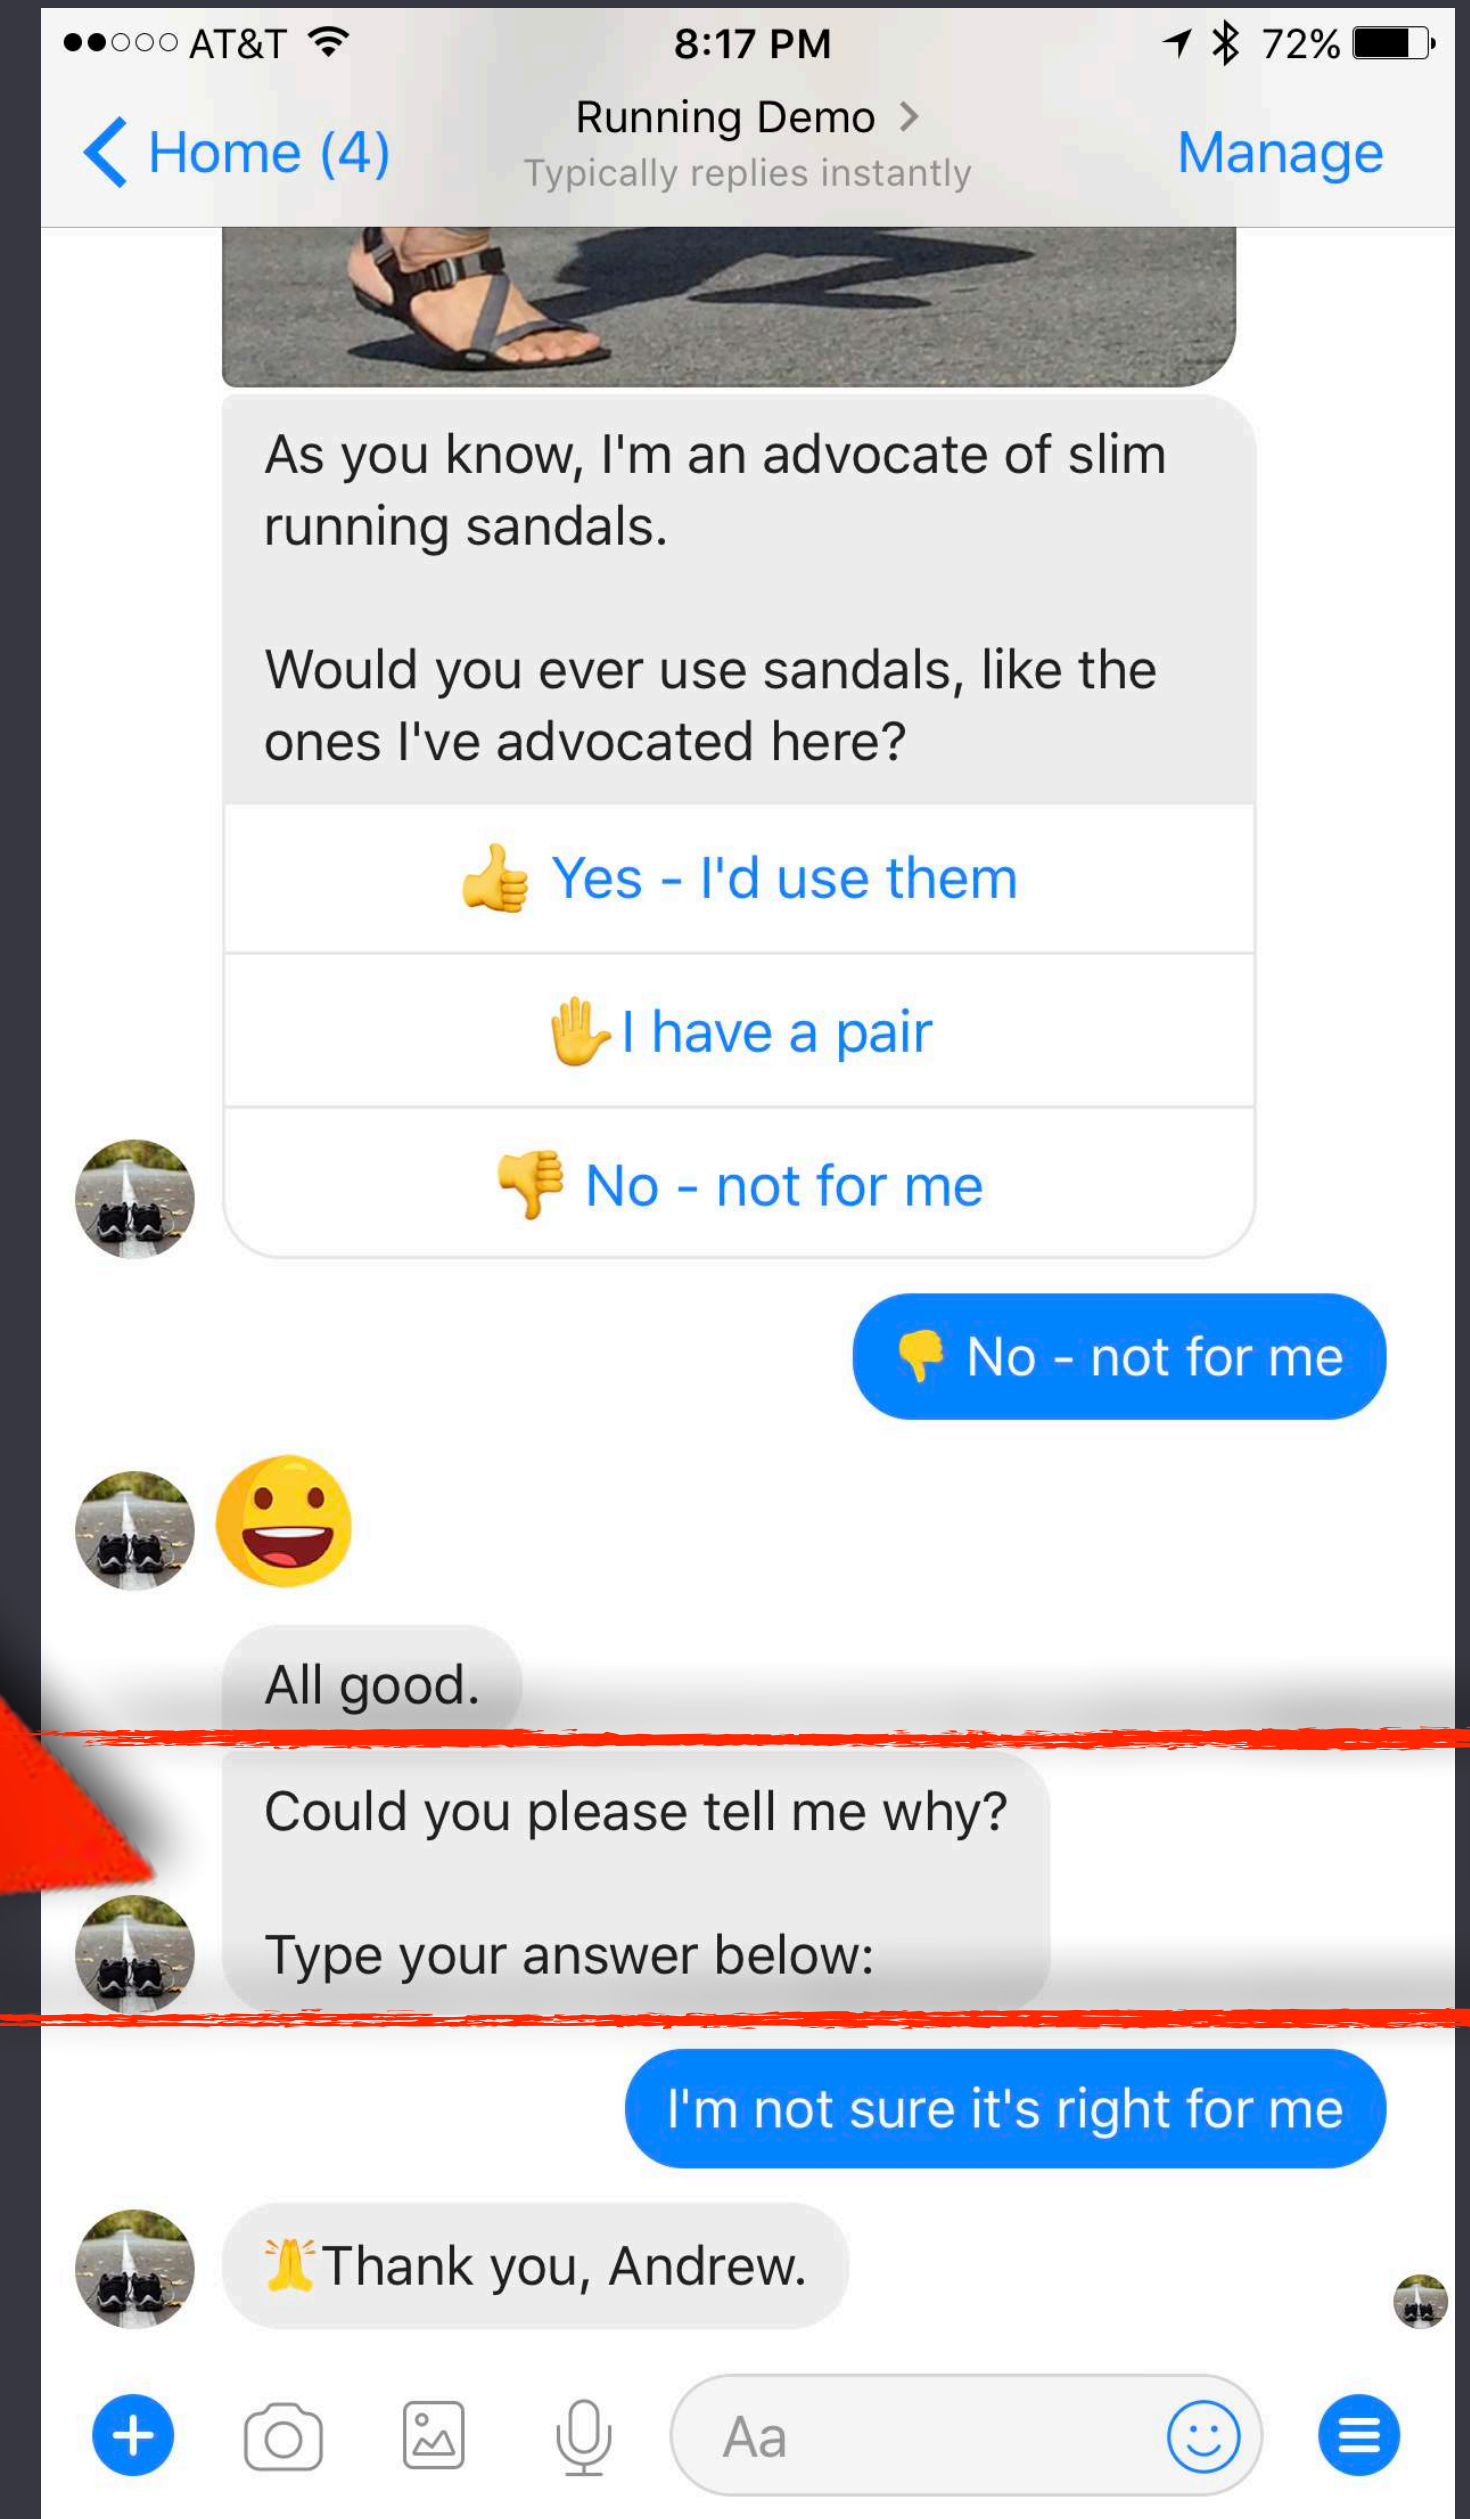 AT&T 8:17 PM 72%
Home (4) Running Demo Manage
Typically replies instantly
As you know, I'm an advocate of slim
running sandals.
Would you ever use sandals, like the
ones I've advocated here?
👍 Yes - I'd use them
🖐 I have a pair
👎 No - not for me
👎 No - not for me
😀
All good.
Could you please tell me why?
Type your answer below:
I'm not sure it's right for me
🙏Thank you, Andrew.
Aa